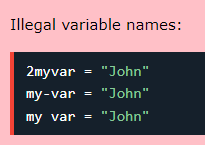 Illegal variable names:
2myvar = "John"
my-var = "John"
my var = "John"